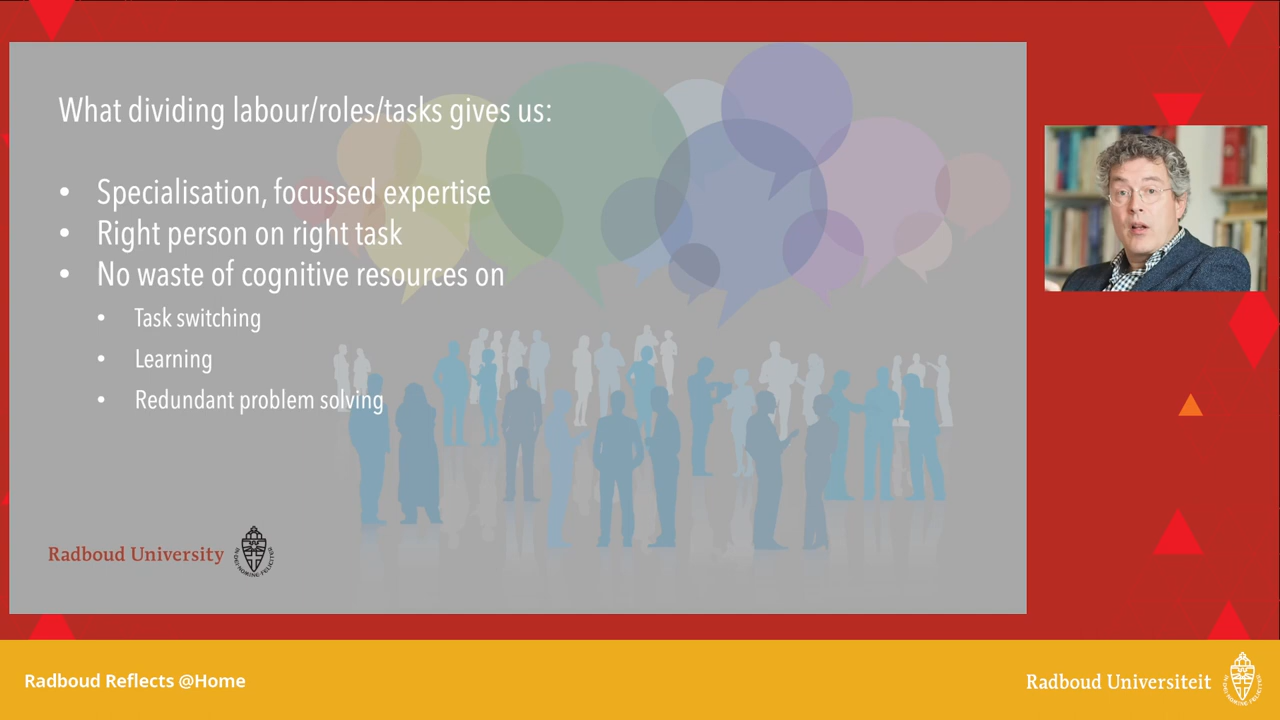 What dividing labour/roles/tasks gives us:
• Specialisation, focussed expertise
• Right person on right task
• No waste of cognitive resources on
• Task switching
• Learning
• Redundant problem solving
Radboud University
Radboud Reflects @Home
Radboud Universiteit